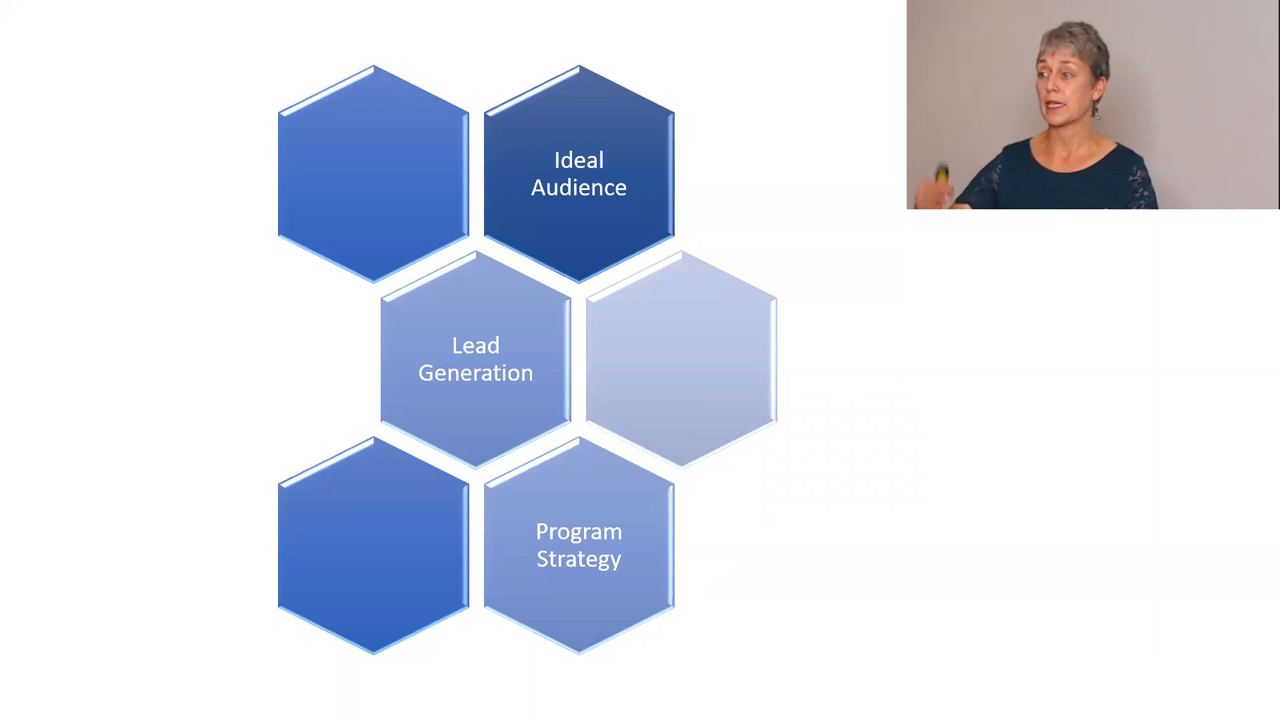 Ideal
Audience
Lead
Generation
Program
Strategy